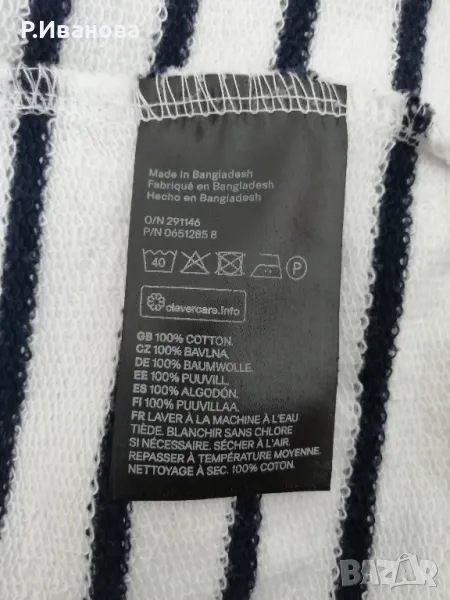 Р.Иванова
Made in Bangladesh
Fabriqué en Bangladesh
Hecho en Bangladesh
O/N 291146
P/N 0651285 8
40 P
clevercare.info
GB 100% COTTON.
CZ 100% BAVLNA.
DE 100% BAUMWOLLE.
EE 100% PUUVILL.
ES 100% ALGODÓN.
FI 100% PUUVILLAA.
FR LAVER À LA MACHINE À L'EAU
TIÈDE. BLANCHIR SANS CHLORE
SI NÉCESSAIRE. SÉCHER À L'AIR.
REPASSER À TEMPÉRATURE MOYENNE.
NETTOYAGE À SEC. 100% COTON.
BAZAR